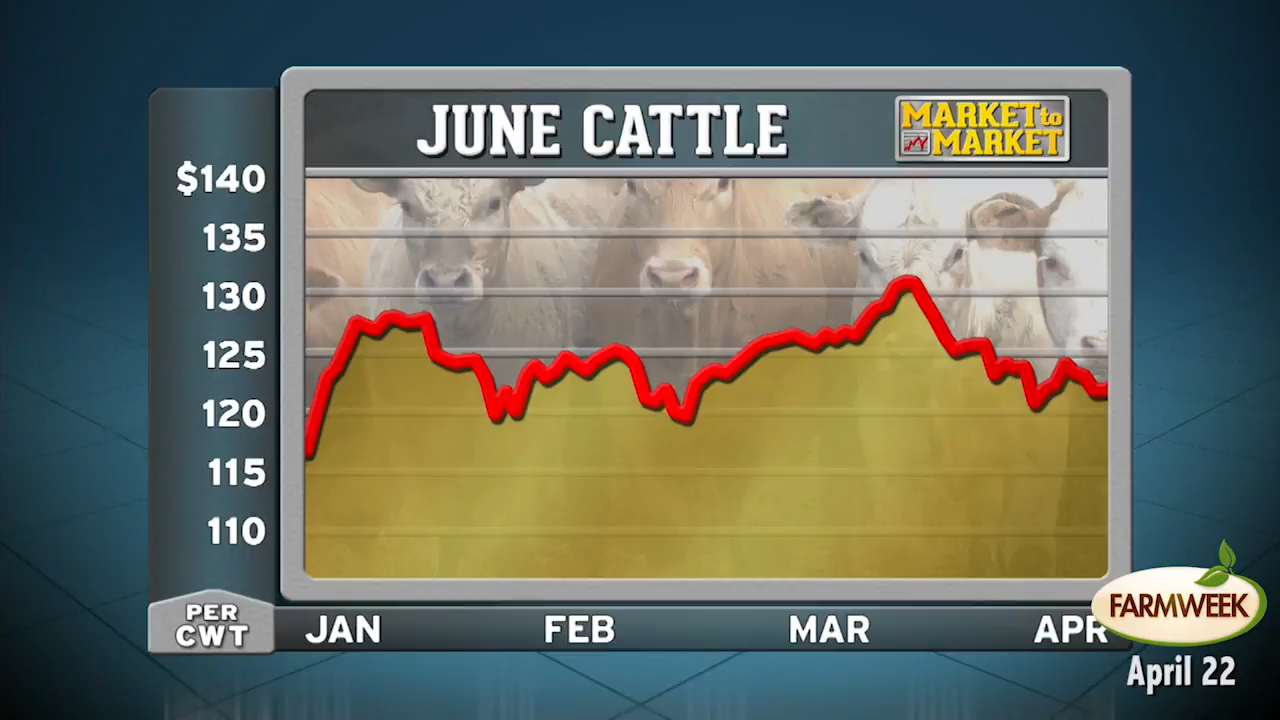 JUNE CATTLE
MARKET to
MARKET
$140
135
130
125
120
115
110
PER
CWT
JAN FEB MAR APR
FARMWEEK
April 22